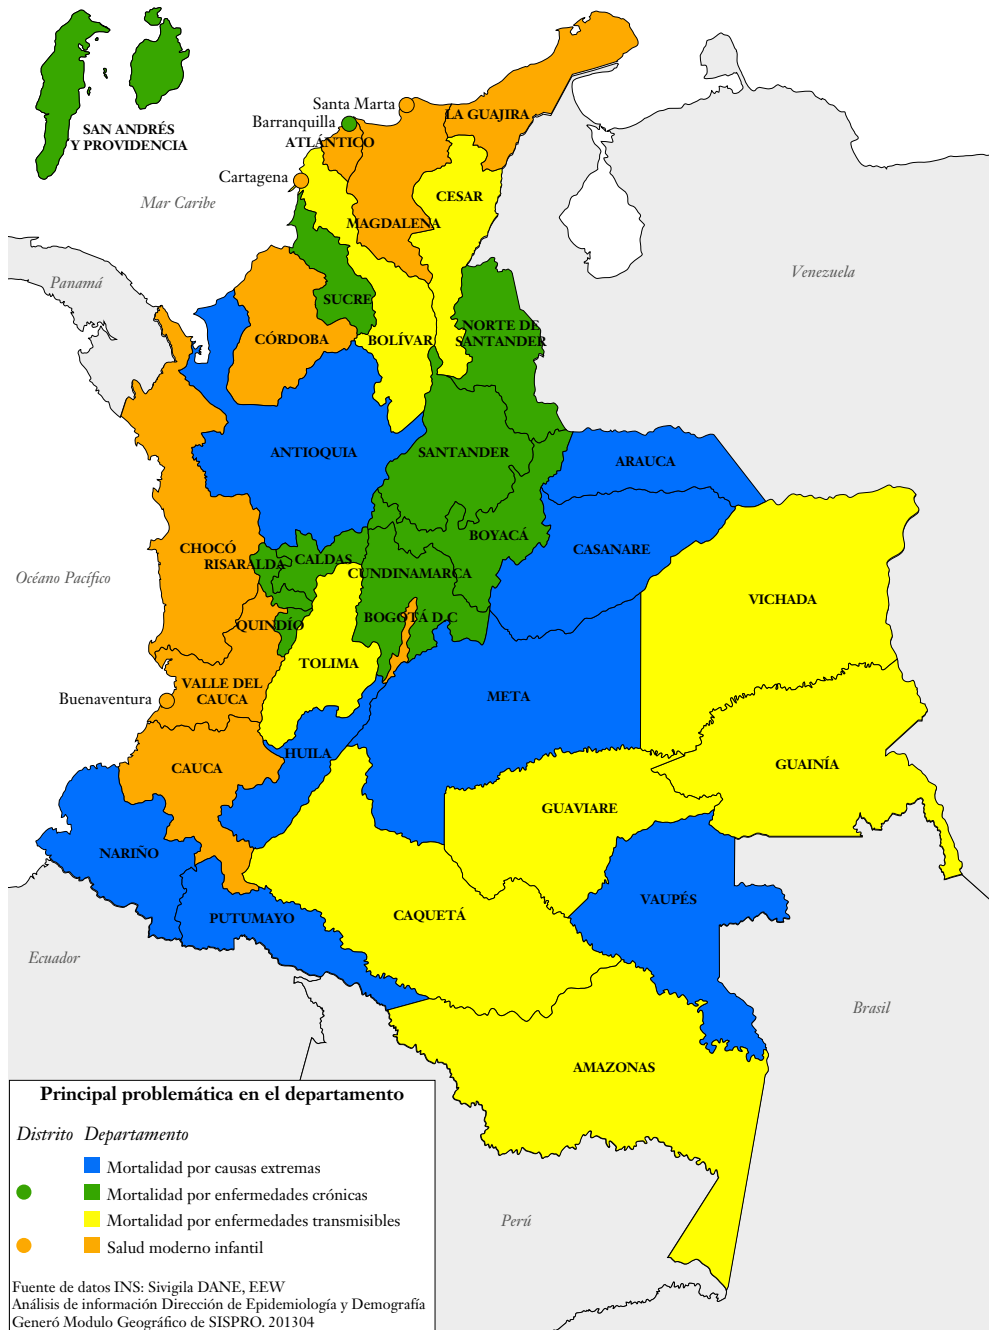 SAN ANDRÉS
Y PROVIDENCIA
Santa Marta
Barranquilla
LA GUAJIRA
ATLÁNTICO
Cartagena
Mar Caribe
CESAR
MAGDALENA
Panamá
Venezuela
SUCRE
NORTE DE
SANTANDER
CÓRDOBA
BOLÍVAR
ANTIOQUIA
SANTANDER
ARAUCA
BOYACÁ
CHOCÓ
CASANARE
RISARALDA
CALDAS
CUNDINAMARCA
Océano Pacífico
VICHADA
BOGOTÁ D.C
QUINDÍO
TOLIMA
VALLE DEL
CAUCA
Buenaventura
META
HUILA
CAUCA
GUAINÍA
GUAVIARE
NARIÑO
VAUPÉS
PUTUMAYO
CAQUETÁ
Ecuador
Brasil
AMAZONAS
Perú
Principal problemática en el departamento
Distrito Departamento
Mortalidad por causas extremas
Mortalidad por enfermedades crónicas
Mortalidad por enfermedades transmisibles
Salud moderno infantil
Fuente de datos INS: Sivigila DANE, EEW
Análisis de información Dirección de Epidemiología y Demografía
Generó Modulo Geográfico de SISPRO. 201304